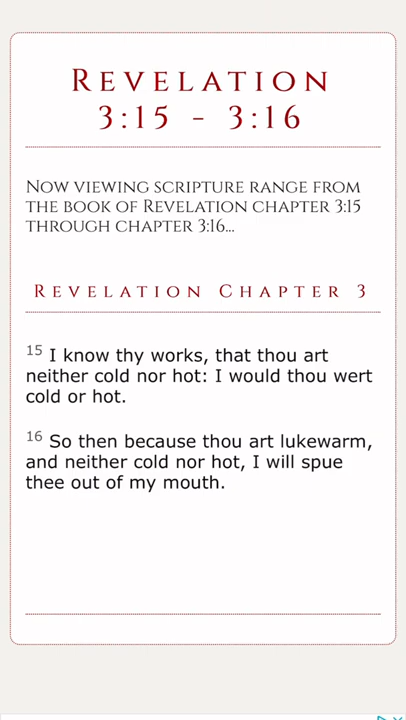 Revelation
3:15 - 3:16
Now viewing scripture range from
the book of Revelation chapter 3:15
through chapter 3:16...
Revelation Chapter 3
15 I know thy works, that thou art
neither cold nor hot: I would thou wert
cold or hot.
16 So then because thou art lukewarm,
and neither cold nor hot, I will spue
thee out of my mouth.